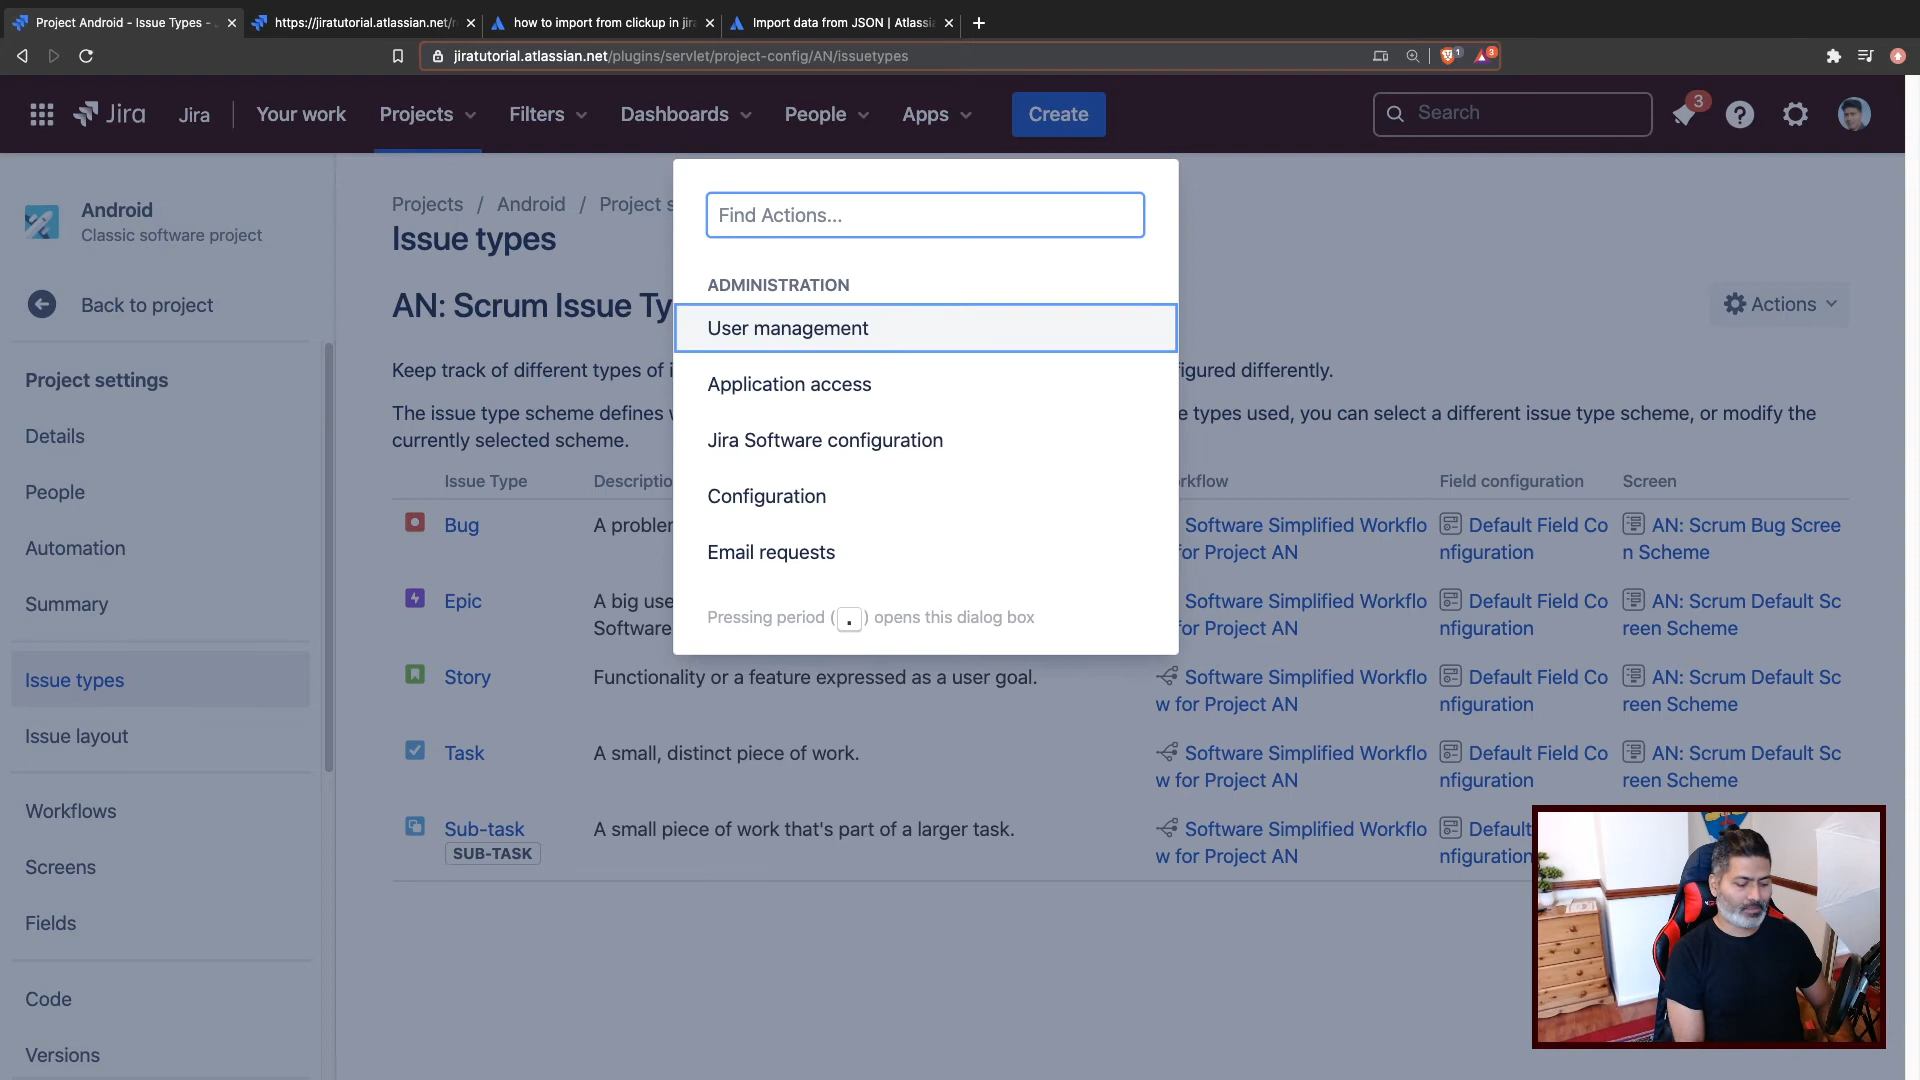 Project Android - Issue Types -
https://jiratutorial.atlassian.net/r
how to import from clickup in jir
Import data from JSON | Atlassi
jiratutorial.atlassian.net/plugins/servlet/project-config/AN/issuetypes
1
3
Jira
Jira
Your work
Projects
Filters
Dashboards
People
Apps
Create
Search
3
Android
Classic software project
Back to project
Project settings
Details
People
Automation
Summary
Issue types
Issue layout
Workflows
Screens
Fields
Code
Versions
Projects / Android / Project s
Issue types
AN: Scrum Issue Ty
Actions
Keep track of different types of i
figured differently.
The issue type scheme defines
e types used, you can select a different issue type scheme, or modify the
currently selected scheme.
Find Actions...
ADMINISTRATION
User management
Application access
Jira Software configuration
Configuration
Email requests
Pressing period ( . ) opens this dialog box
Issue Type Descriptio rkflow Field configuration Screen
Bug A probler Software Simplified Workflo Default Field Co AN: Scrum Bug Scree
for Project AN nfiguration n Scheme
Epic A big use Software Simplified Workflo Default Field Co AN: Scrum Default Sc
Software for Project AN nfiguration reen Scheme
Story Functionality or a feature expressed as a user goal. Software Simplified Workflo Default Field Co AN: Scrum Default Sc
w for Project AN nfiguration reen Scheme
Task A small, distinct piece of work. Software Simplified Workflo Default Field Co AN: Scrum Default Sc
w for Project AN nfiguration reen Scheme
Sub-task A small piece of work that's part of a larger task. Software Simplified Workflo Default
SUB-TASK w for Project AN nfiguration